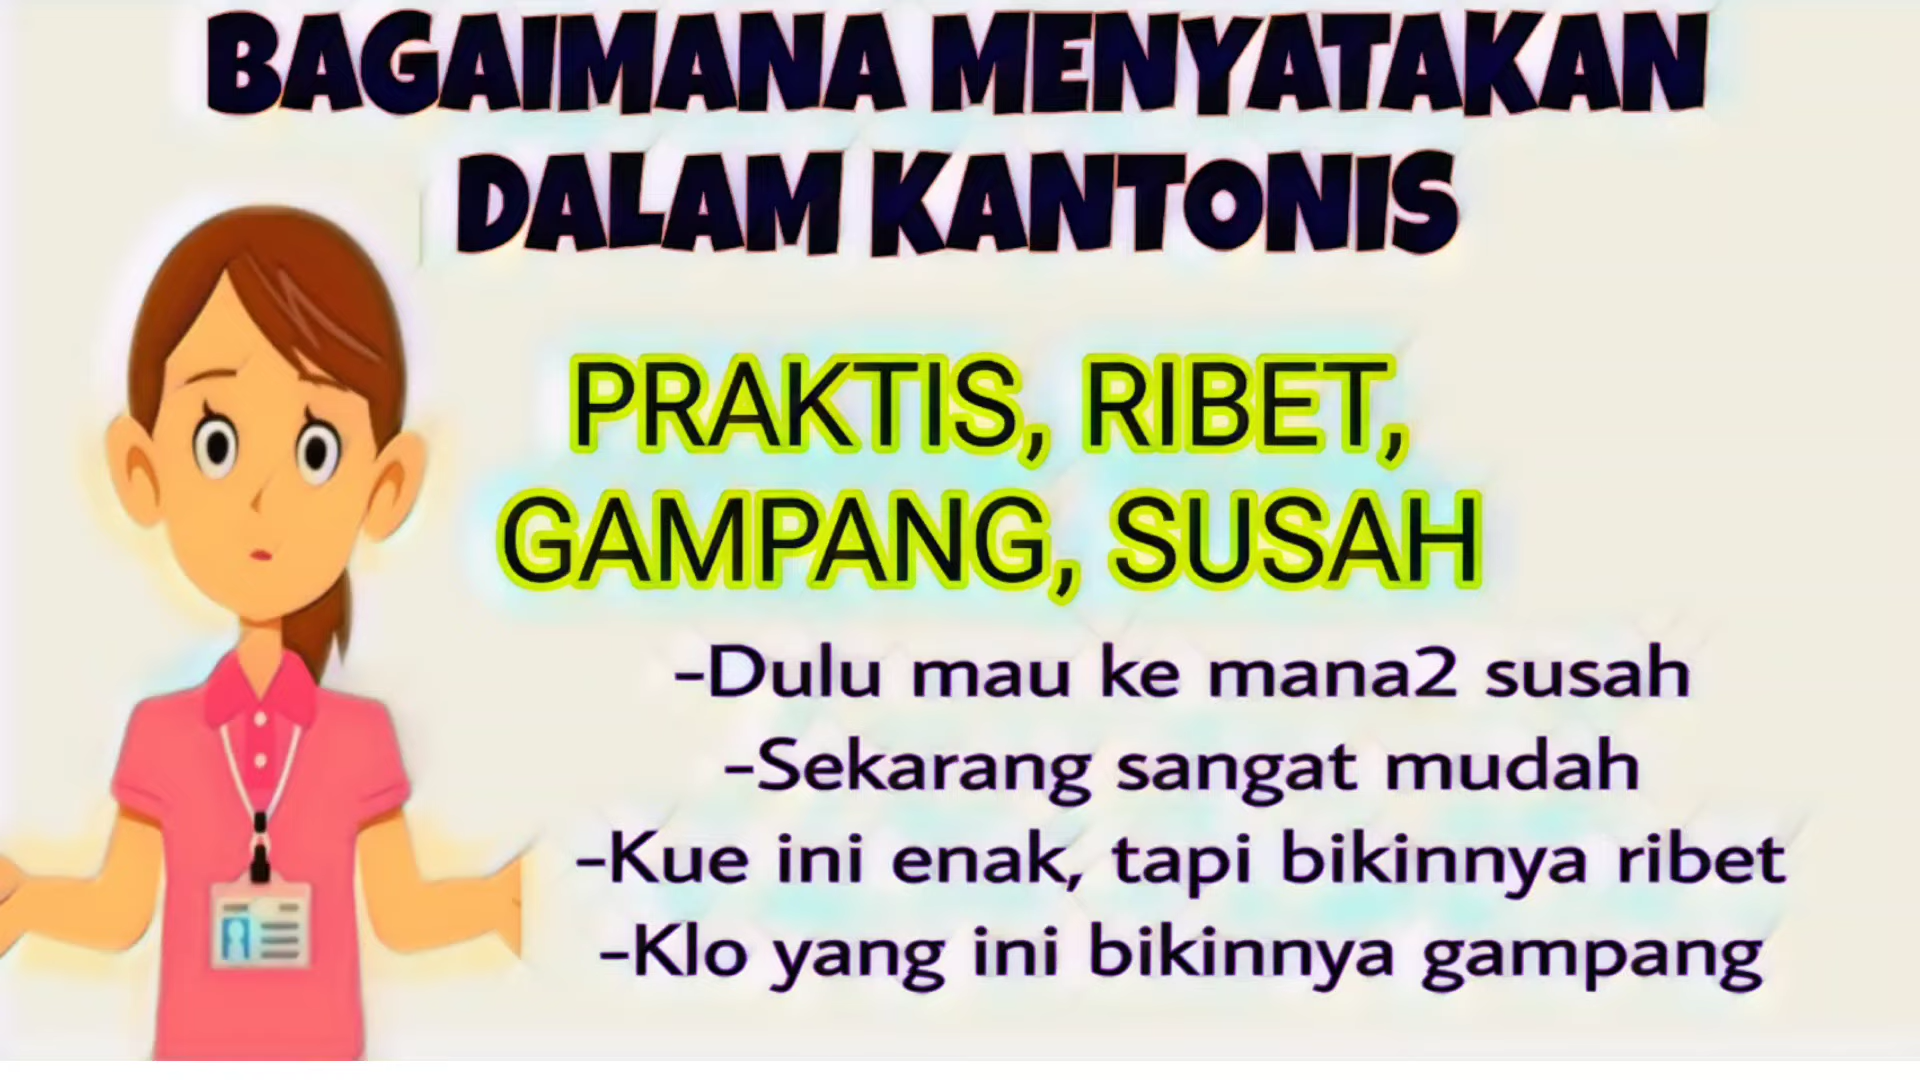 BAGAIMANA MENYATAKAN
DALAM KANTONIS
PRAKTIS, RIBET,
GAMPANG, SUSAH
-Dulu mau ke mana2 susah
-Sekarang sangat mudah
-Kue ini enak, tapi bikinnya ribet
-Klo yang ini bikinnya gampang